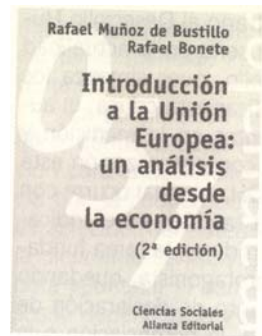 Rafael Muñoz de Bustillo
Rafael Bonete
Introducción
a la Unión
Europea:
un análisis
desde
la economía
(2ª edición)
Ciencias Sociales
Alianza Editorial